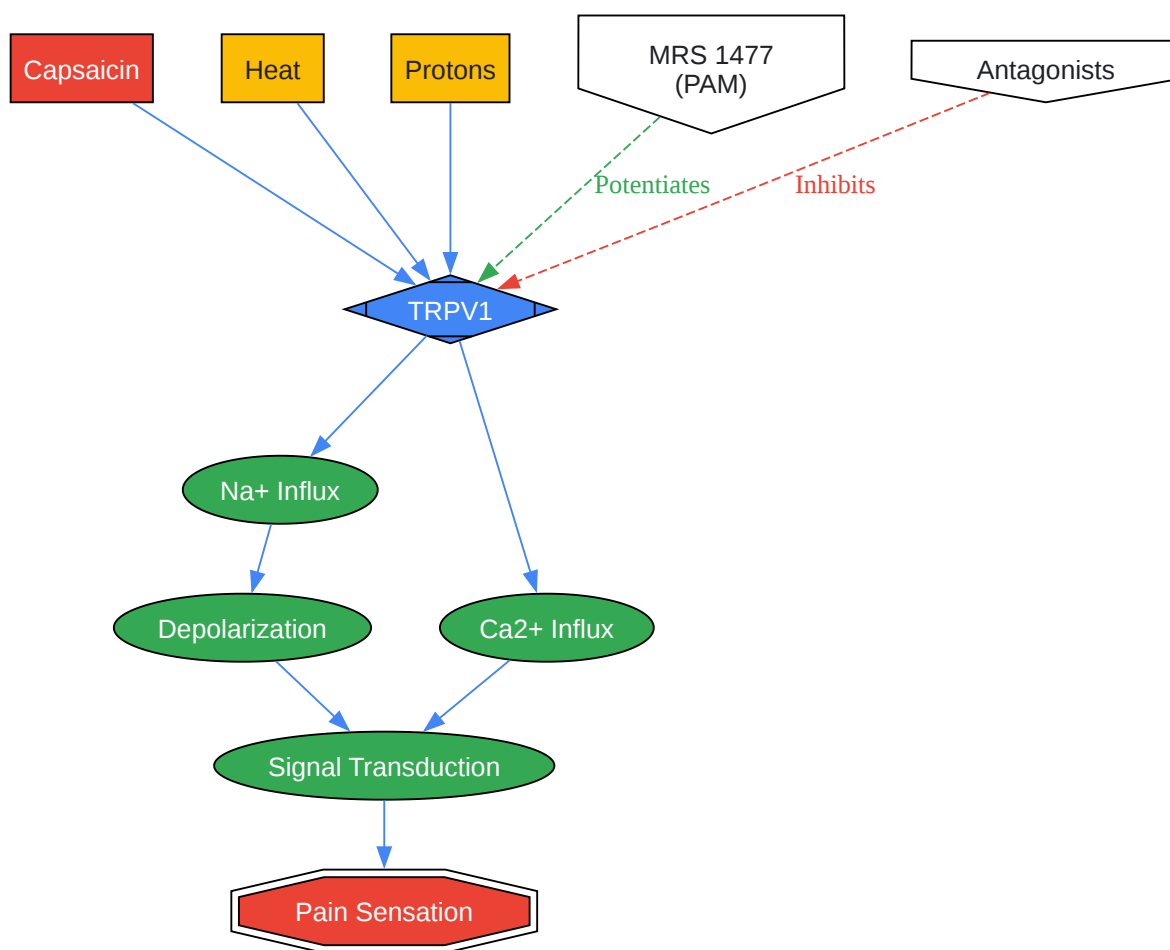 Capsaicin
Heat
Protons
MRS 1477
(PAM)
Antagonists
Potentiates
Inhibits
TRPV1
Na+ Influx
Depolarization
Ca2+ Influx
Signal Transduction
Pain Sensation